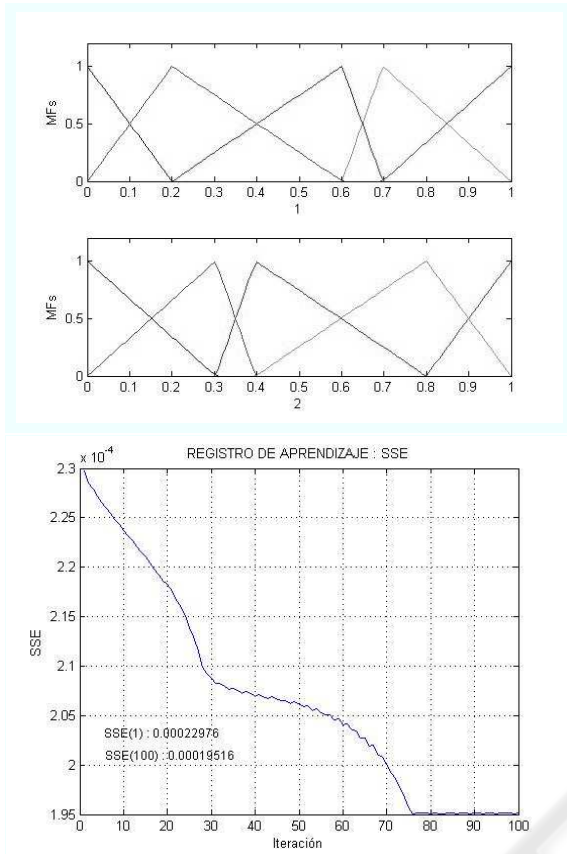 1
0.5
0
MFs
0 0.1 0.2 0.3 0.4 0.5 0.6 0.7 0.8 0.9 1
1
1
0.5
0
MFs
0 0.1 0.2 0.3 0.4 0.5 0.6 0.7 0.8 0.9 1
2
x 10-4
REGISTRO DE APRENDIZAJE : SSE
2.3
2.25
2.2
2.15
2.1
2.05
2
1.95
SSE
SSE(1) : 0.00022976
SSE(100) : 0.00019516
0 10 20 30 40 50 60 70 80 90 100
Iteración